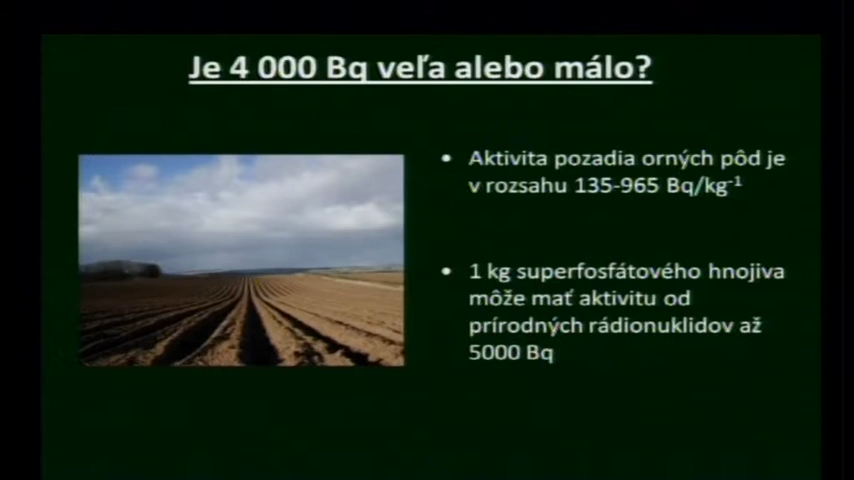 Je 4 000 Bq veľa alebo málo?
• Aktivita pozadia orných pôd je
v rozsahu 135-965 Bq/kg⁻¹
• 1 kg superfosfátového hnojiva
môže mať aktivitu od
prírodných rádionuklidov až
5000 Bq